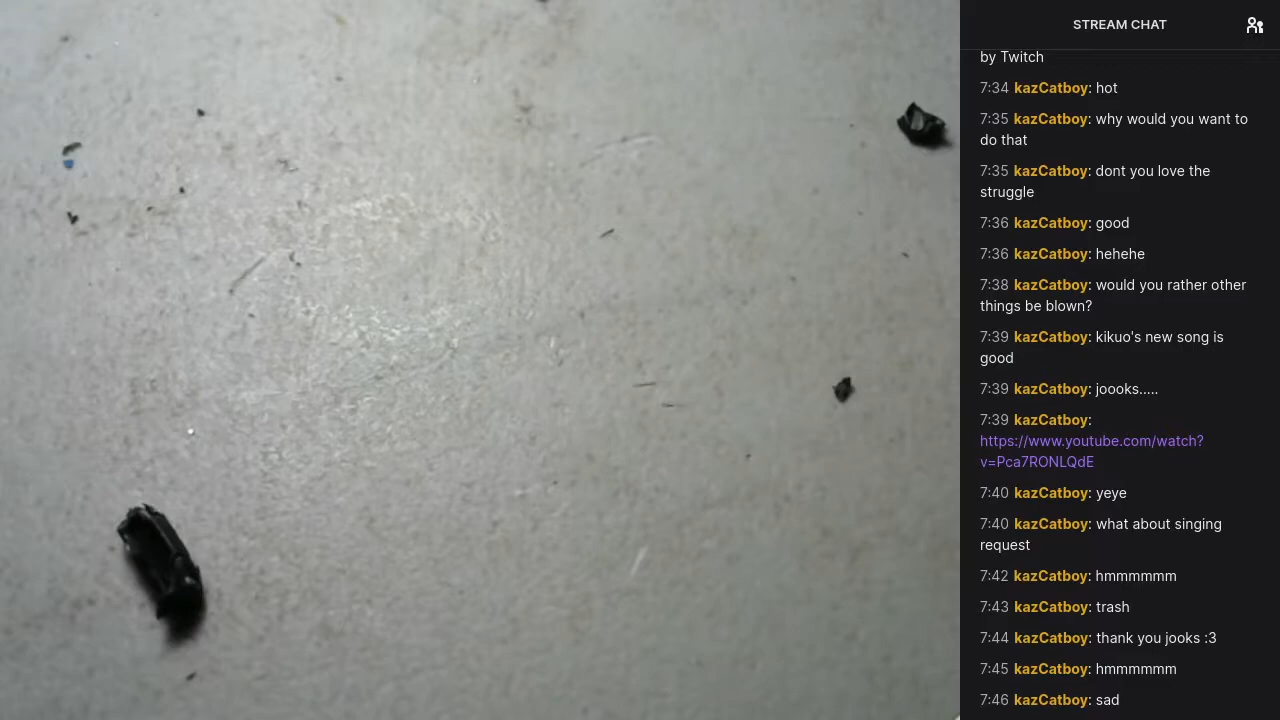 STREAM CHAT
by Twitch
7:34 kazCatboy: hot
7:35 kazCatboy: why would you want to
do that
7:35 kazCatboy: dont you love the
struggle
7:36 kazCatboy: good
7:36 kazCatboy: hehehe
7:38 kazCatboy: would you rather other
things be blown?
7:39 kazCatboy: kikuo's new song is
good
7:39 kazCatboy: joooks.....
7:39 kazCatboy:
https://www.youtube.com/watch?
v=Pca7RONLQdE
7:40 kazCatboy: yeye
7:40 kazCatboy: what about singing
request
7:42 kazCatboy: hmmmmmm
7:43 kazCatboy: trash
7:44 kazCatboy: thank you jooks :3
7:45 kazCatboy: hmmmmmm
7:46 kazCatboy: sad